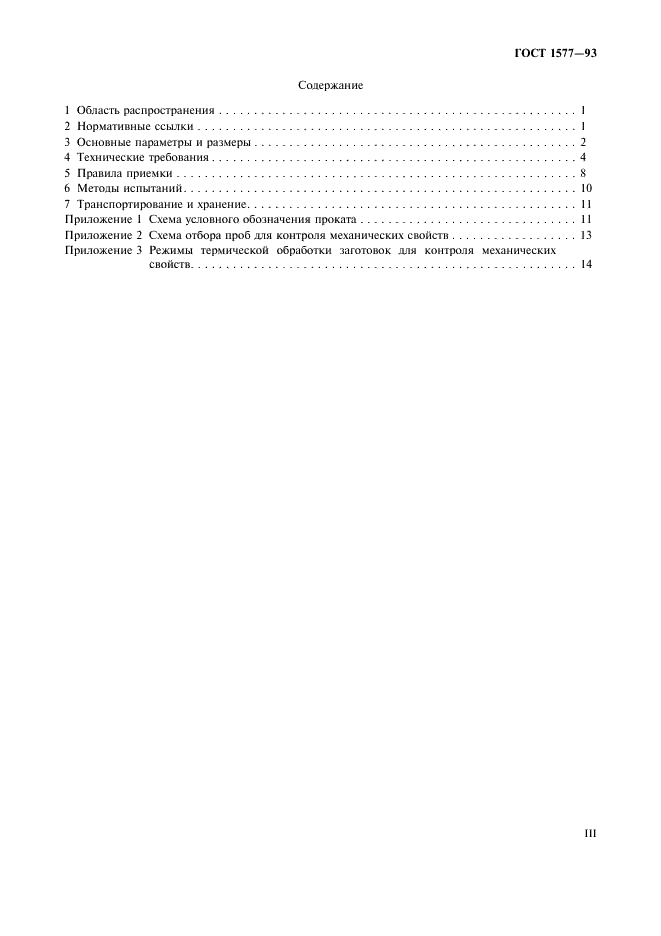 ГОСТ 1577—93
Содержание
1 Область распространения . . . . . . . . . . . . . . . . . . . . . . . . . . . . . . . . . . . . . . . . . . . . . . . . . . . 1
2 Нормативные ссылки . . . . . . . . . . . . . . . . . . . . . . . . . . . . . . . . . . . . . . . . . . . . . . . . . . . . . . 1
3 Основные параметры и размеры . . . . . . . . . . . . . . . . . . . . . . . . . . . . . . . . . . . . . . . . . . . . . . 2
4 Технические требования . . . . . . . . . . . . . . . . . . . . . . . . . . . . . . . . . . . . . . . . . . . . . . . . . . . . 4
5 Правила приемки . . . . . . . . . . . . . . . . . . . . . . . . . . . . . . . . . . . . . . . . . . . . . . . . . . . . . . . . . 8
6 Методы испытаний. . . . . . . . . . . . . . . . . . . . . . . . . . . . . . . . . . . . . . . . . . . . . . . . . . . . . . . . 10
7 Транспортирование и хранение. . . . . . . . . . . . . . . . . . . . . . . . . . . . . . . . . . . . . . . . . . . . . . . 11
Приложение 1 Схема условного обозначения проката . . . . . . . . . . . . . . . . . . . . . . . . . . . . . . . 11
Приложение 2 Схема отбора проб для контроля механических свойств . . . . . . . . . . . . . . . . . . 13
Приложение 3 Режимы термической обработки заготовок для контроля механических
свойств. . . . . . . . . . . . . . . . . . . . . . . . . . . . . . . . . . . . . . . . . . . . . . . . . . . . . . . 14
III